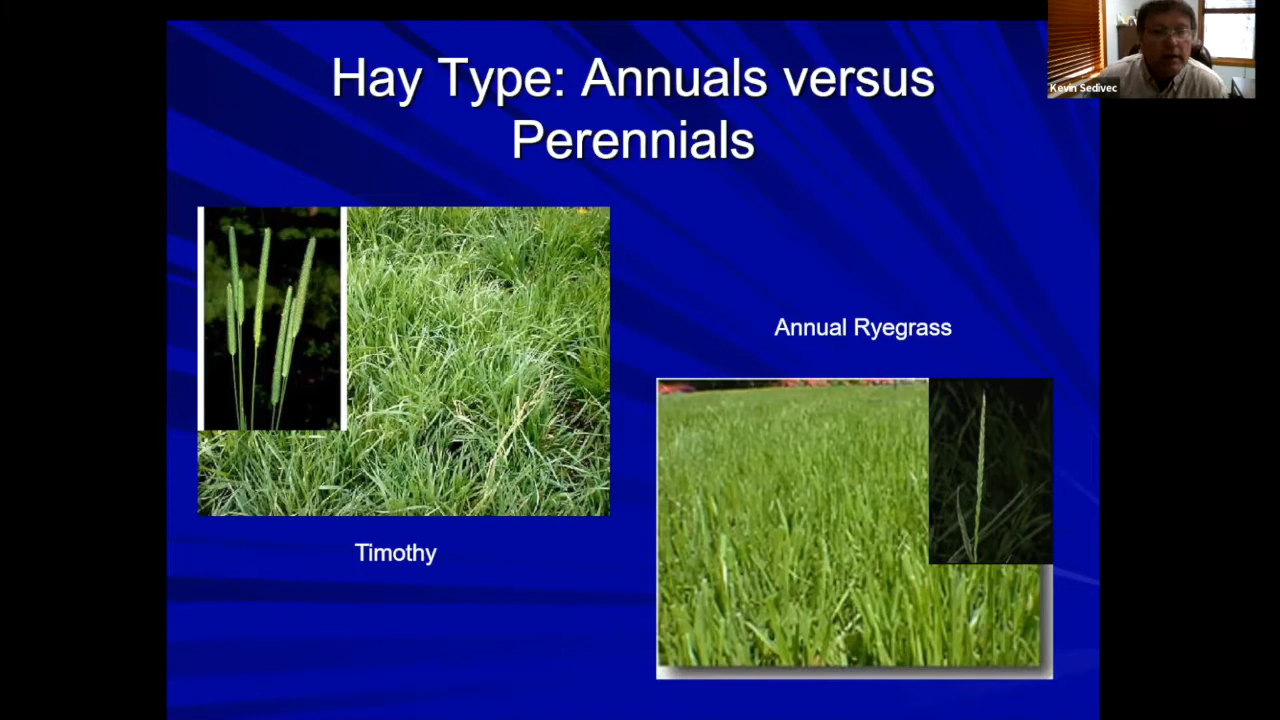 Hay Type: Annuals versus
Perennials
Kevin Sedivec
Annual Ryegrass
Timothy